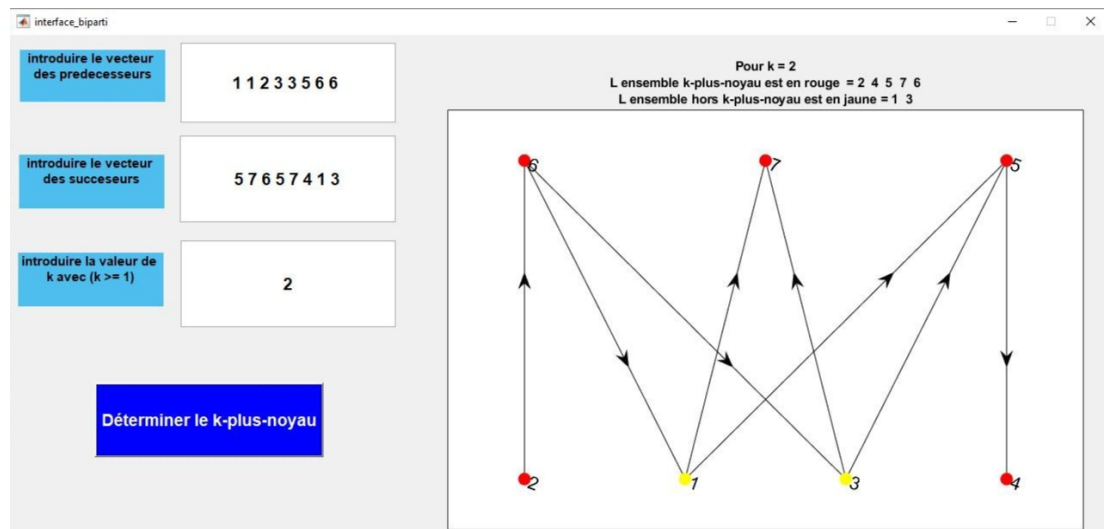 interface_biparti
introduire le vecteur
des predecesseurs
1 1 2 3 3 5 6 6
introduire le vecteur
des succeseurs
5 7 6 5 7 4 1 3
introduire la valeur de
k avec (k >= 1)
2
Déterminer le k-plus-noyau
Pour k = 2
L ensemble k-plus-noyau est en rouge = 2 4 5 7 6
L ensemble hors k-plus-noyau est en jaune = 1 3
6
7
5
2
1
3
4